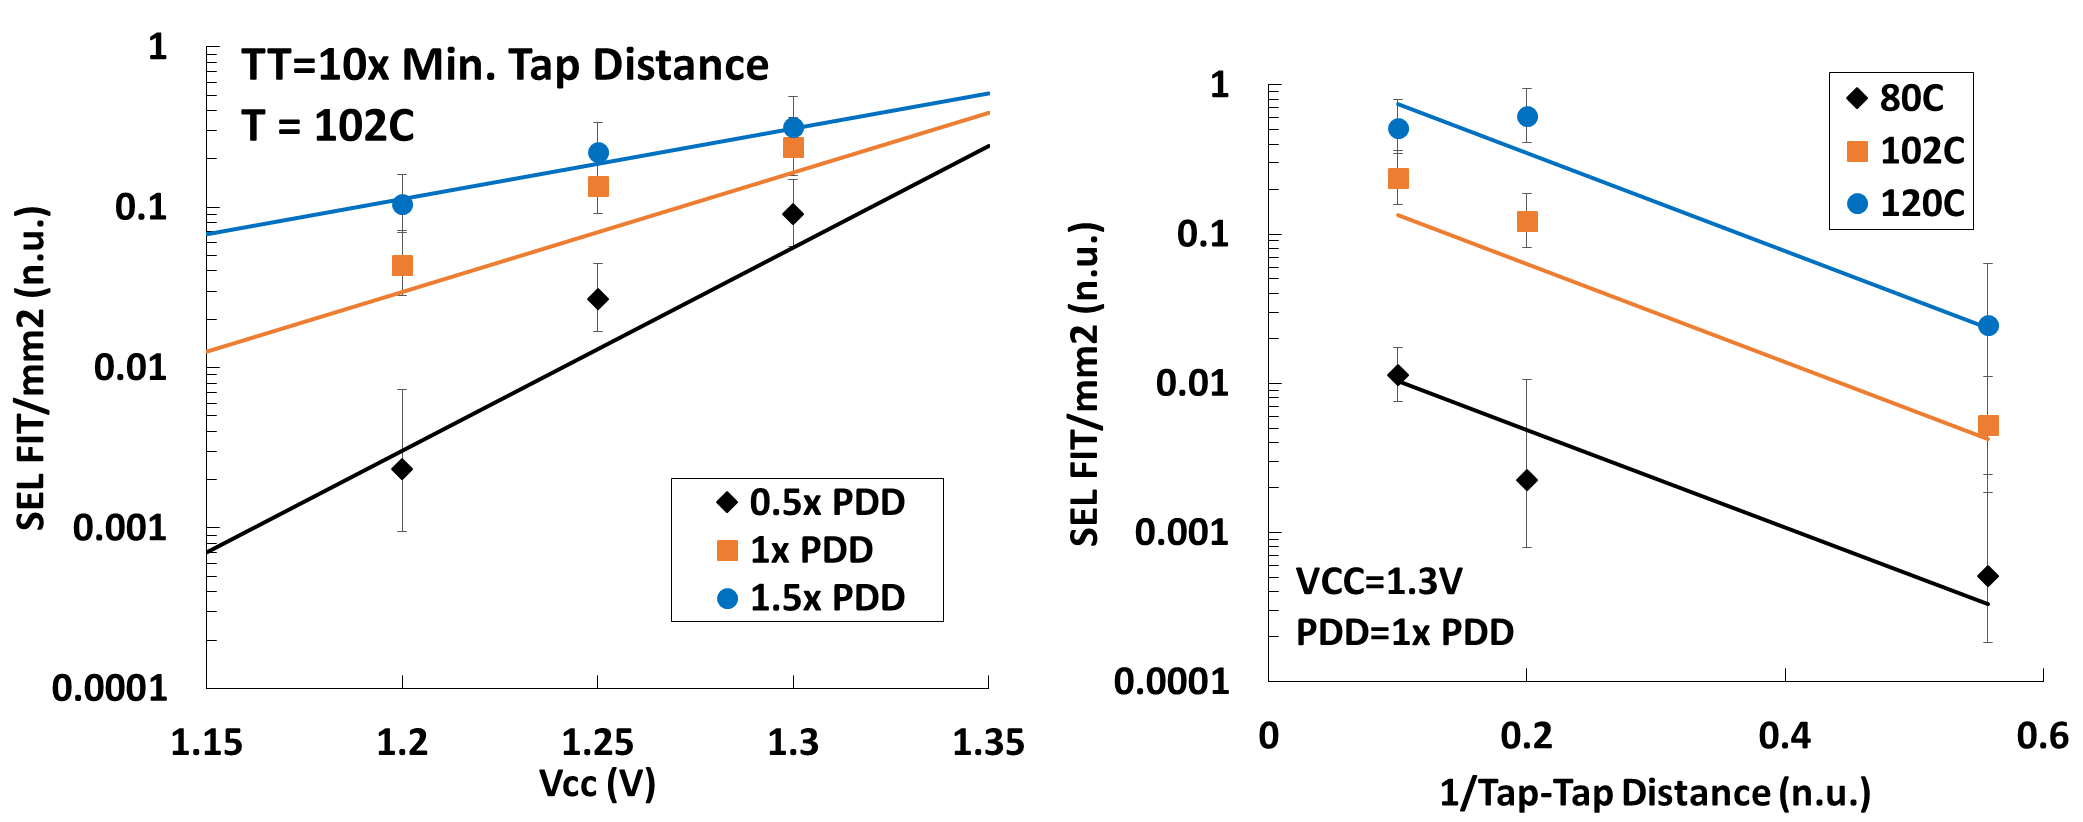 TT=10x Min. Tap Distance
T = 102C
1
0.1
0.01
0.001
0.0001
SEL FIT/mm2 (n.u.)
0.5x PDD
1x PDD
1.5x PDD
1.15
1.2
1.25
1.3
1.35
Vcc (V)
80C
102C
120C
1
0.1
0.01
0.001
0.0001
SEL FIT/mm2 (n.u.)
VCC=1.3V
PDD=1x PDD
0
0.2
0.4
0.6
1/Tap-Tap Distance (n.u.)